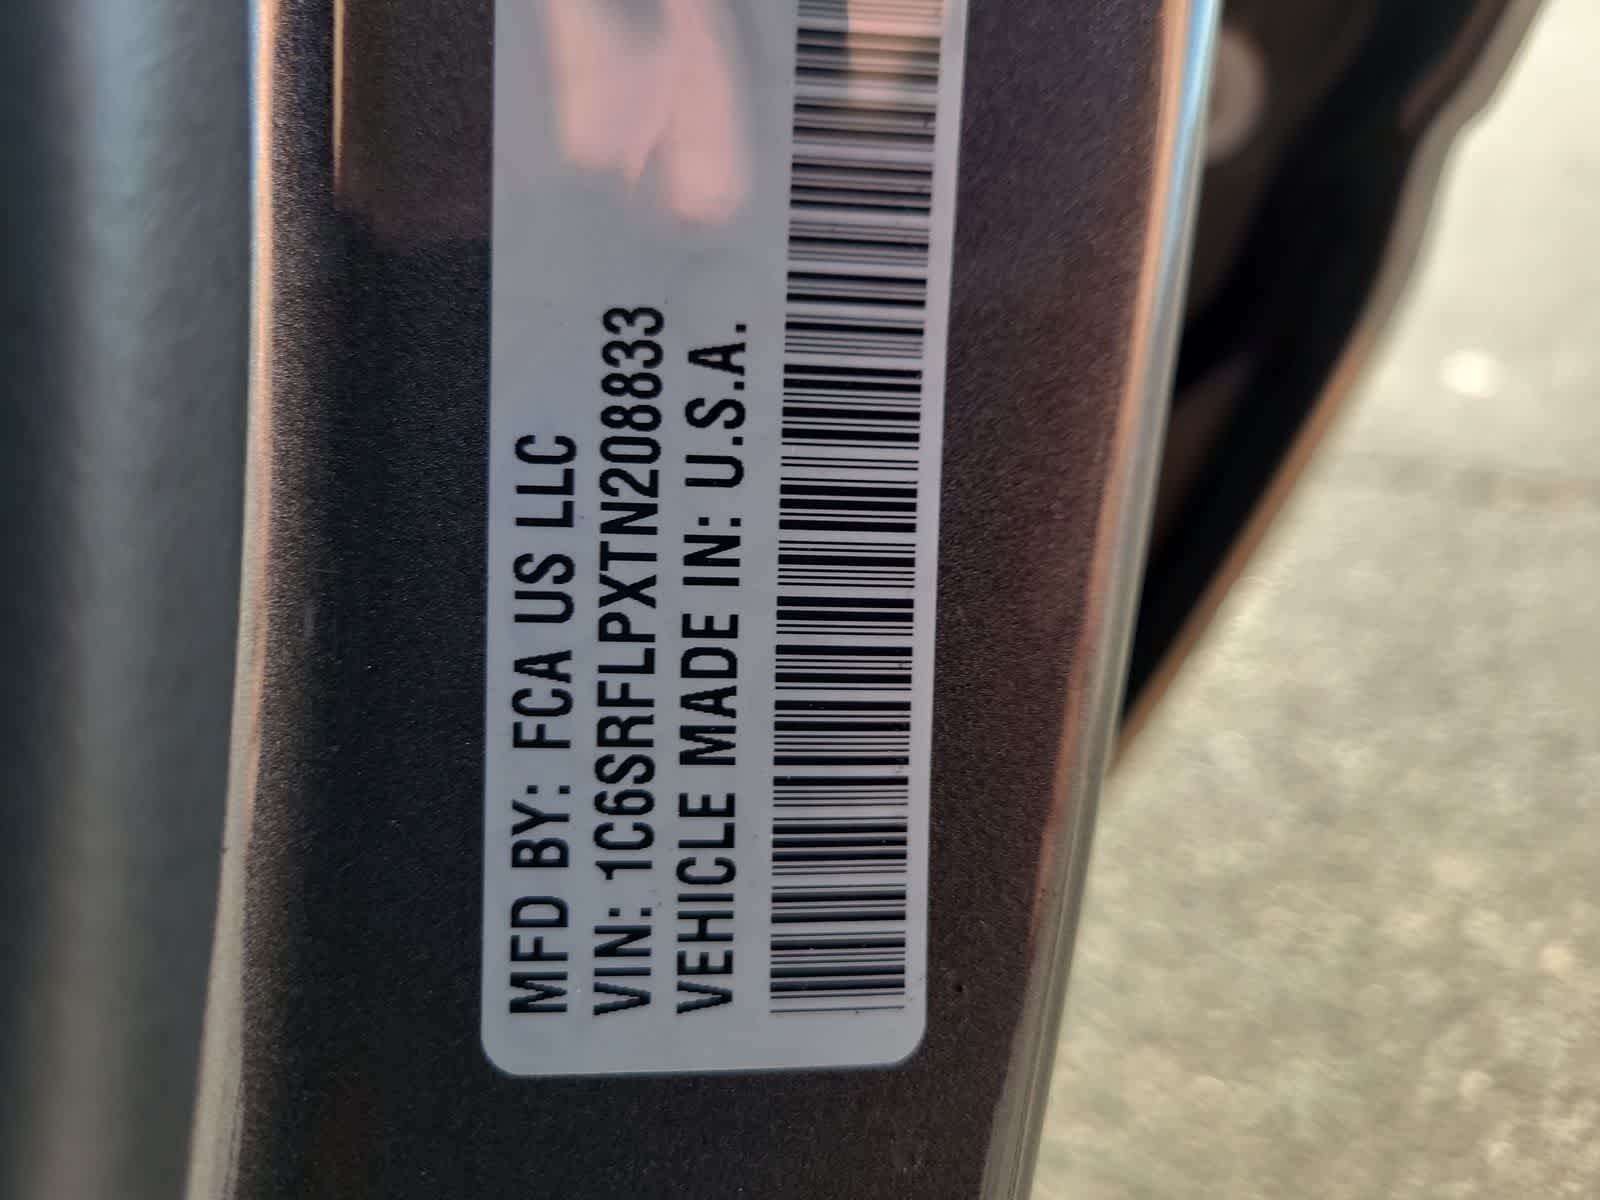 MFD BY: FCA US LLC
VIN: 1C6SRFLPXTN208833
VEHICLE MADE IN: U.S.A.